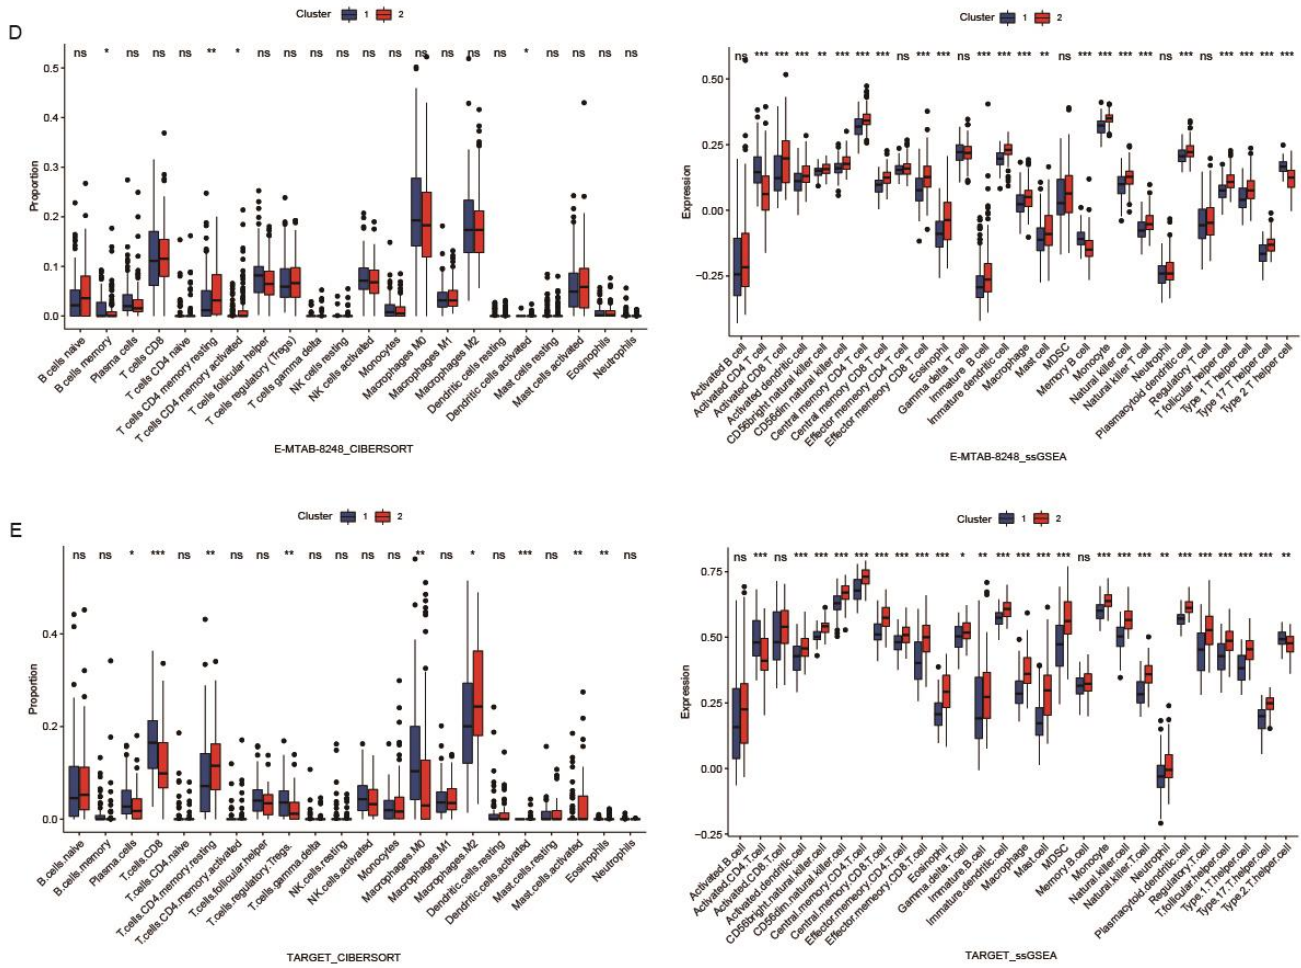 D
Cluster 1 2
ns * ns ns ns ** * ns ns ns ns ns ns ns ns ns ns * ns ns ns ns
Proportion
0.5
0.4
0.3
0.2
0.1
0.0
B cells naive
B cells memory
Plasma cells
T cells CD8
T cells CD4 naive
T cells CD4 memory resting
T cells CD4 memory activated
T cells follicular helper
T cells regulatory (Tregs)
T cells gamma delta
NK cells resting
NK cells activated
Monocytes
Macrophages M0
Macrophages M1
Macrophages M2
Dendritic cells resting
Dendritic cells activated
Mast cells resting
Mast cells activated
Eosinophils
Neutrophils
E-MTAB-8248_CIBERSORT
Cluster 1 2
ns *** *** *** ** *** *** *** ns *** *** ns *** *** *** ** ns *** *** *** *** ns *** ns *** *** *** ***
Expression
0.50
0.25
0.00
−0.25
Activated B cell
Activated CD4 T cell
Activated CD8 T cell
Activated dendritic cell
CD56bright natural killer cell
CD56dim natural killer cell
Central memory CD4 T cell
Central memory CD8 T cell
Effector memory CD4 T cell
Effector memory CD8 T cell
Eosinophil
Gamma delta T cell
Immature B cell
Immature dendritic cell
Macrophage
Mast cell
MDSC
Memory B cell
Monocyte
Natural killer cell
Natural killer T cell
Neutrophil
Plasmacytoid dendritic cell
Regulatory T cell
T follicular helper cell
Type 1 T helper cell
Type 17 T helper cell
Type 2 T helper cell
E-MTAB-8248_ssGSEA
E
Cluster 1 2
ns ns * *** ns ** ns ns ** ns ns ns ns ** ns * ns *** ns ** ** ns
Proportion
0.4
0.2
0.0
B.cells.naive
B.cells.memory
Plasma.cells
T.cells.CD8
T.cells.CD4.naive
T.cells.CD4.memory.resting
T.cells.CD4.memory.activated
T.cells.follicular.helper
T.cells.regulatory..Tregs.
T.cells.gamma.delta
NK.cells.resting
NK.cells.activated
Monocytes
Macrophages.M0
Macrophages.M1
Macrophages.M2
Dendritic.cells.resting
Dendritic.cells.activated
Mast.cells.resting
Mast.cells.activated
Eosinophils
Neutrophils
TARGET_CIBERSORT
Cluster 1 2
ns *** ns *** *** *** *** *** *** *** *** * ** *** *** *** *** ns *** *** *** ** *** *** *** *** *** **
Expression
0.75
0.50
0.25
0.00
−0.25
Activated.B.cell
Activated.CD4.T.cell
Activated.CD8.T.cell
Activated.dendritic.cell
CD56bright.natural.killer.cell
CD56dim.natural.killer.cell
Central.memory.CD4.T.cell
Central.memory.CD8.T.cell
Effector.memory.CD4.T.cell
Effector.memory.CD8.T.cell
Eosinophil
Gamma.delta.T.cell
Immature.B.cell
Immature.dendritic.cell
Macrophage
Mast.cell
MDSC
Memory.B.cell
Monocyte
Natural.killer.cell
Natural.killer.T.cell
Neutrophil
Plasmacytoid.dendritic.cell
Regulatory.T.cell
T.follicular.helper.cell
Type.1.T.helper.cell
Type.17.T.helper.cell
Type.2.T.helper.cell
TARGET_ssGSEA